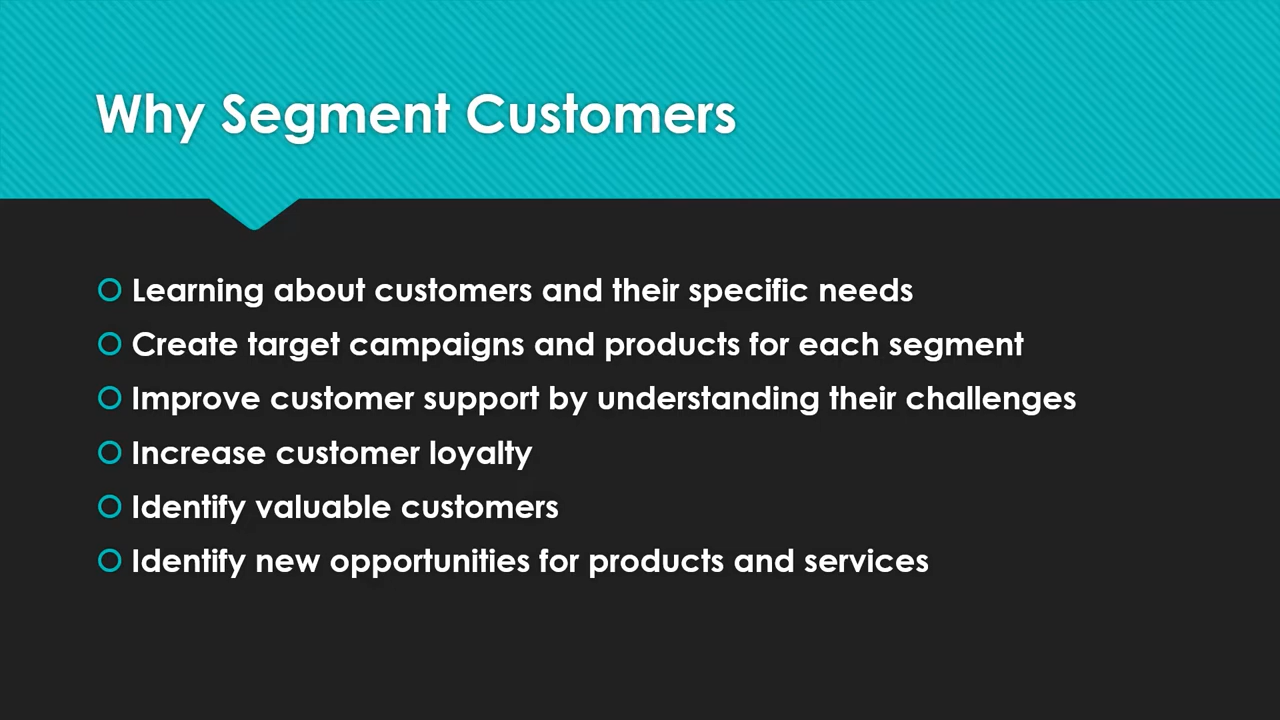 Why Segment Customers
Learning about customers and their specific needs
Create target campaigns and products for each segment
Improve customer support by understanding their challenges
Increase customer loyalty
Identify valuable customers
Identify new opportunities for products and services